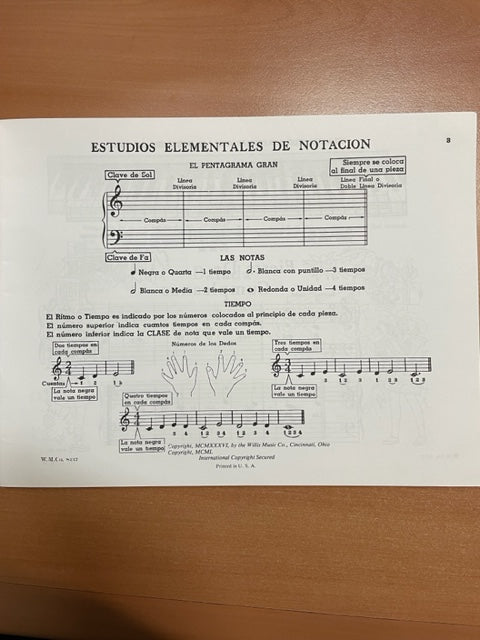 ESTUDIOS ELEMENTALES DE NOTACION
3
EL PENTAGRAMA GRAN
Siempre se coloca
al final de una pieza
Clave de Sol
Linea
Divisoria
Linea
Divisoria
Linea
Divisoria
Linea Final o
Doble Linea Divisoria
Compás
Compás
Compás
Compás
Clave de Fa
LAS NOTAS
Negra o Quarta —1 tiempo
Blanca con puntillo —3 tiempos
Blanca o Media —2 tiempos
Redonda o Unidad —4 tiempos
TIEMPO
El Ritmo o Tiempo es indicado por los números colocados al principio de cada pieza.
El número superior indica cuantos tiempos en cada compás.
El número inferior indica la CLASE de nota que vale un tiempo.
Dos tiempos en
cada compás
Números de los Dedos
Tres tiempos en
cada compás
Cuentas
La nota negra
vale un tiempo
La nota negra
vale un tiempo
Cuatro tiempos
en cada compás
La nota negra
vale un tiempo
Copyright, MCMXXXVI, by the Willis Music Co., Cincinnati, Ohio
Copyright, MCML
W.M.Co.
International Copyright Secured
Printed in U. S. A.